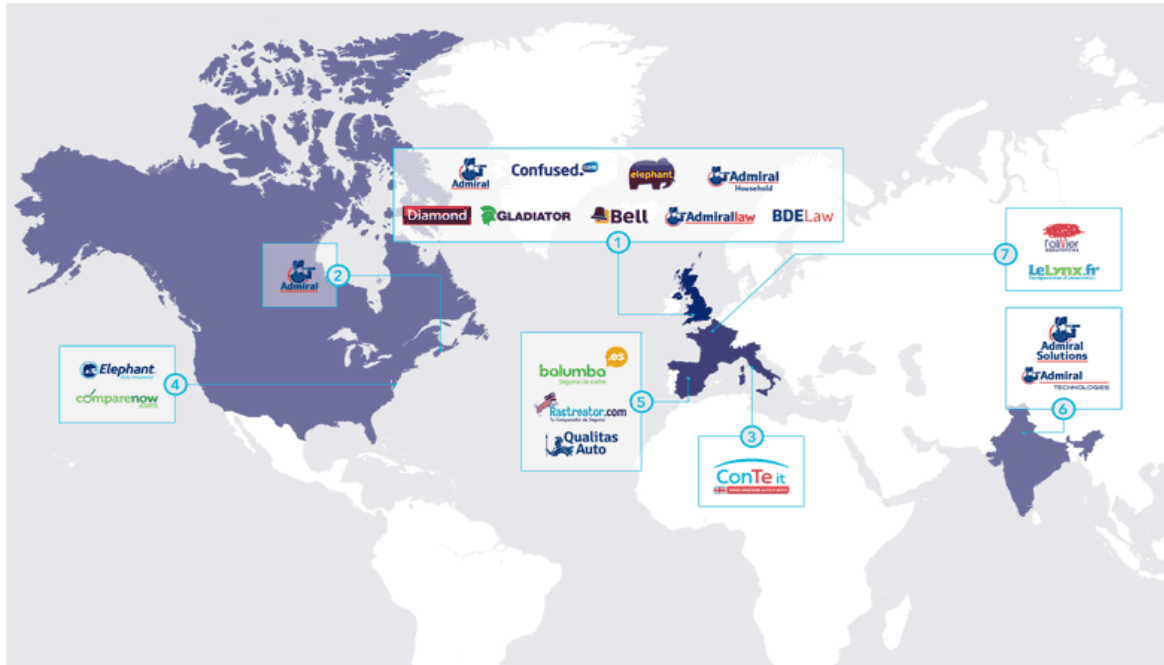 Admiral
Confused.com
elephant
Admiral
Household
Diamond
GLADIATOR
Bell
Admirallaw
BDELaw
1
2
Admiral
7
l'olivier
assurances
LeLynx.fr
Elephant
comparenow
.com
4
balumba.es
Seguros de coche
Rastreator.com
Tu Comparador de Seguros
Qualitas
Auto
5
3
ConTe it
Admiral
Solutions
Admiral
TECHNOLOGIES
6